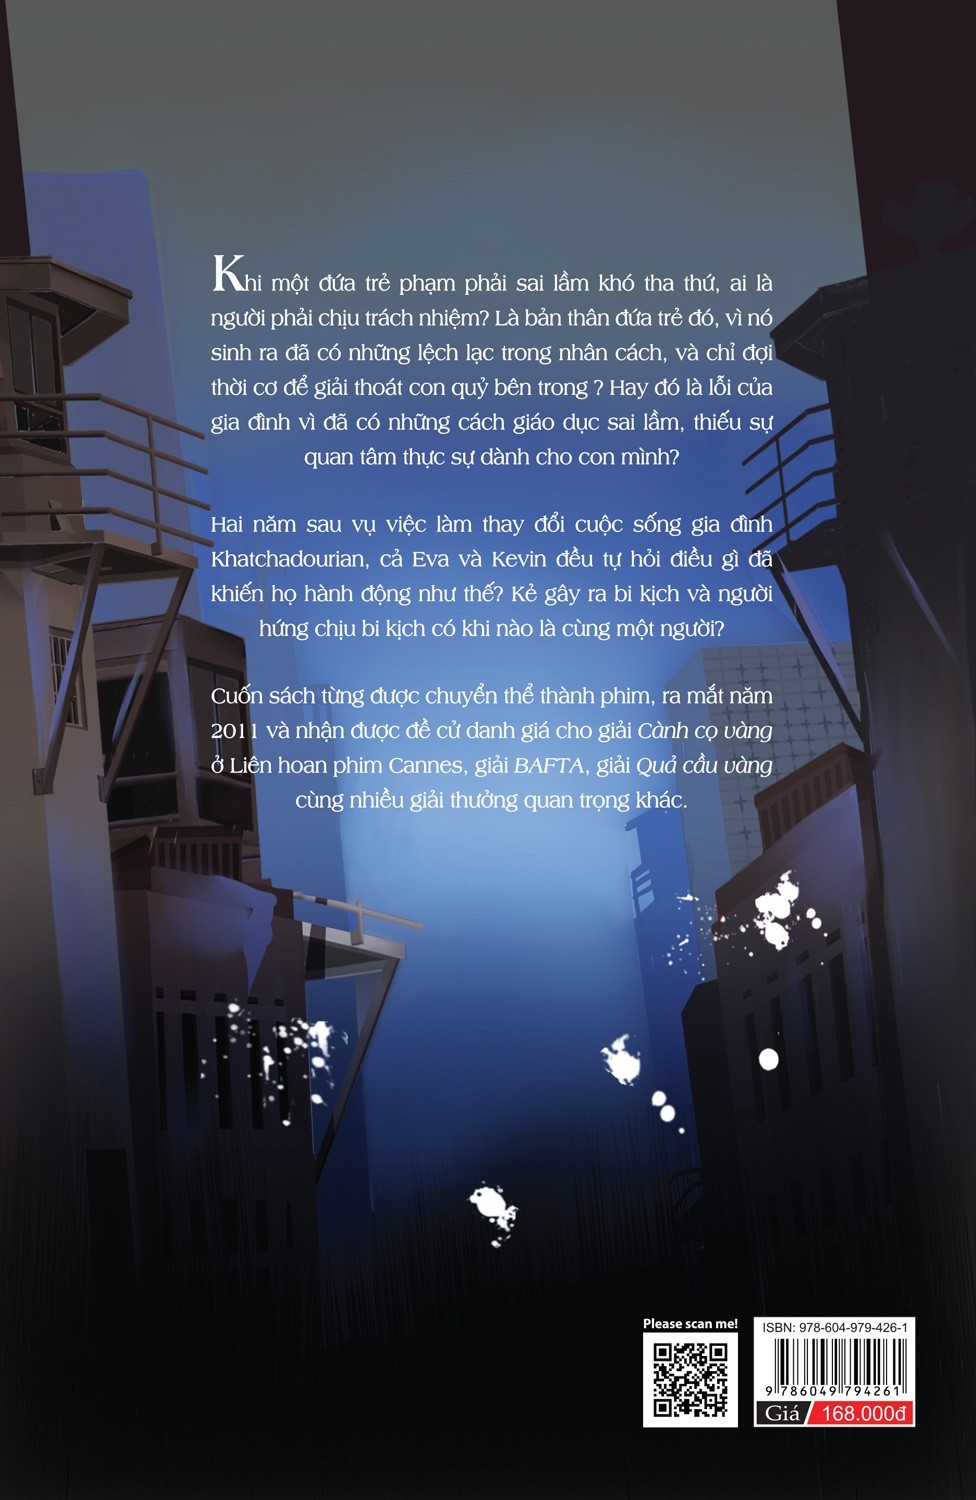 Khi một đứa trẻ phạm phải sai lầm khó tha thứ, ai là
người phải chịu trách nhiệm? Là bản thân đứa trẻ đó, vì nó
sinh ra đã có những lệch lạc trong nhân cách, và chỉ đợi
thời cơ để giải thoát con quỷ bên trong ? Hay đó là lỗi của
gia đình vì đã có những cách giáo dục sai lầm, thiếu sự
quan tâm thực sự dành cho con mình?
Hai năm sau vụ việc làm thay đổi cuộc sống gia đình
Khatchadourian, cả Eva và Kevin đều tự hỏi điều gì đã
khiến họ hành động như thế? Kẻ gây ra bi kịch và người
hứng chịu bi kịch có khi nào là cùng một người?
Cuốn sách từng được chuyển thể thành phim, ra mắt năm
2011 và nhận được đề cử danh giá cho giải Cành cọ vàng
ở Liên hoan phim Cannes, giải BAFTA, giải Quả cầu vàng
cùng nhiều giải thưởng quan trọng khác.
Please scan me!
ISBN: 978-604-979-426-1
9 786049 794261
Giá 168.000đ